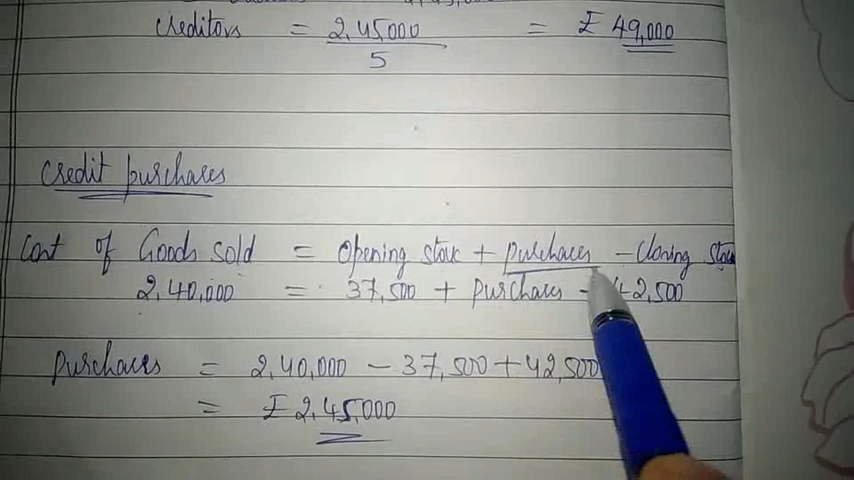 Creditors = 2,45,000 = £ 49,000
5
Credit purchases
Cost of Goods sold = Opening stock + purchases - Closing stock
2,40,000 = 37,500 + purchases - 42,500
purchases = 2,40,000 - 37,500 + 42,500
= £ 2,45,000